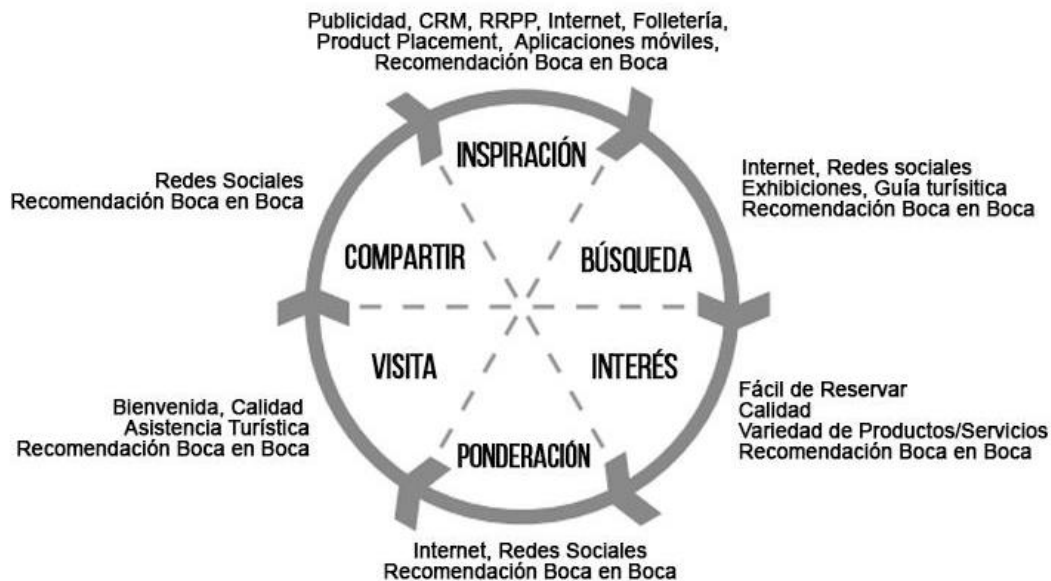 Publicidad, CRM, RRPP, Internet, Folletería,
Product Placement, Aplicaciones móviles,
Recomendación Boca en Boca
INSPIRACIÓN
Internet, Redes sociales
Exhibiciones, Guía turísitica
Recomendación Boca en Boca
BÚSQUEDA
Fácil de Reservar
Calidad
Variedad de Productos/Servicios
Recomendación Boca en Boca
INTERÉS
PONDERACIÓN
Internet, Redes Sociales
Recomendación Boca en Boca
VISITA
Bienvenida, Calidad
Asistencia Turística
Recomendación Boca en Boca
COMPARTIR
Redes Sociales
Recomendación Boca en Boca